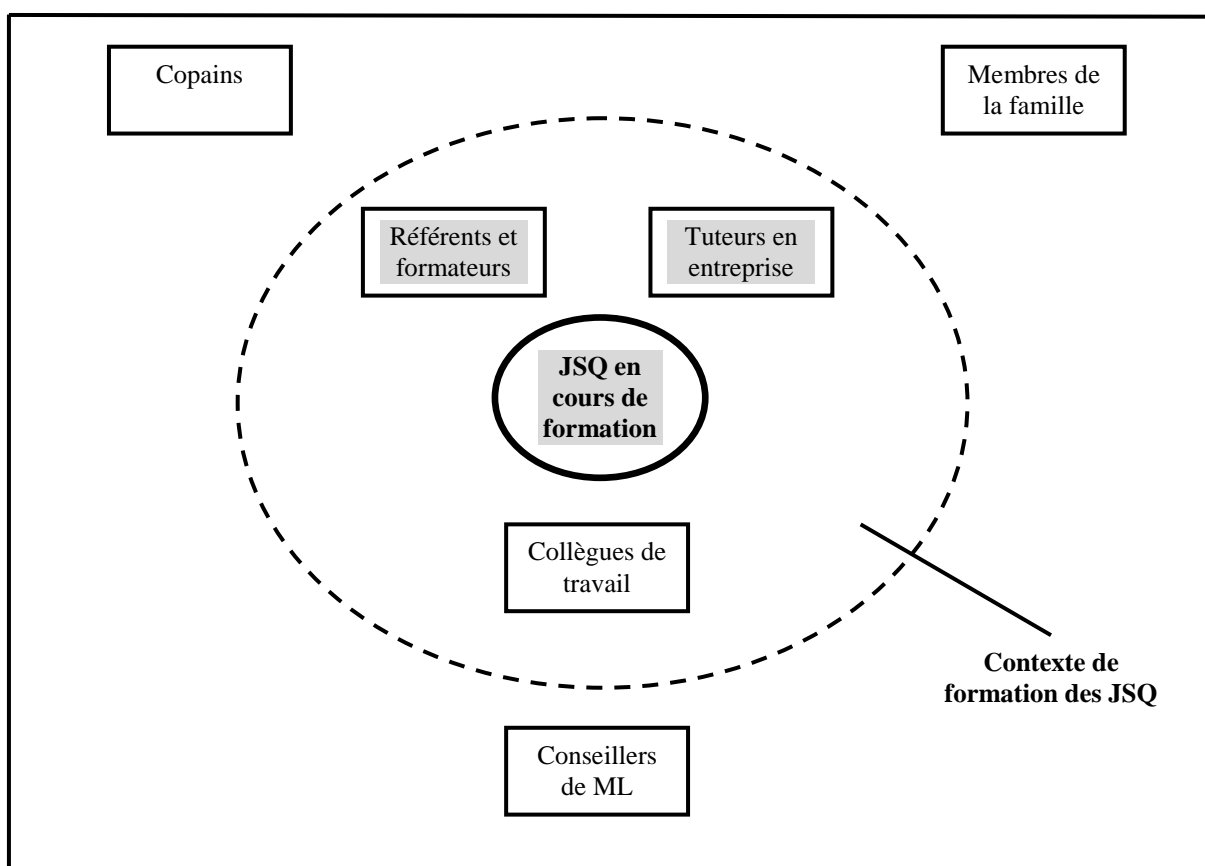 Copains
Membres de
la famille
Référents et
formateurs
Tuteurs en
entreprise
JSQ en
cours de
formation
Collègues de
travail
Contexte de
formation des JSQ
Conseillers
de ML